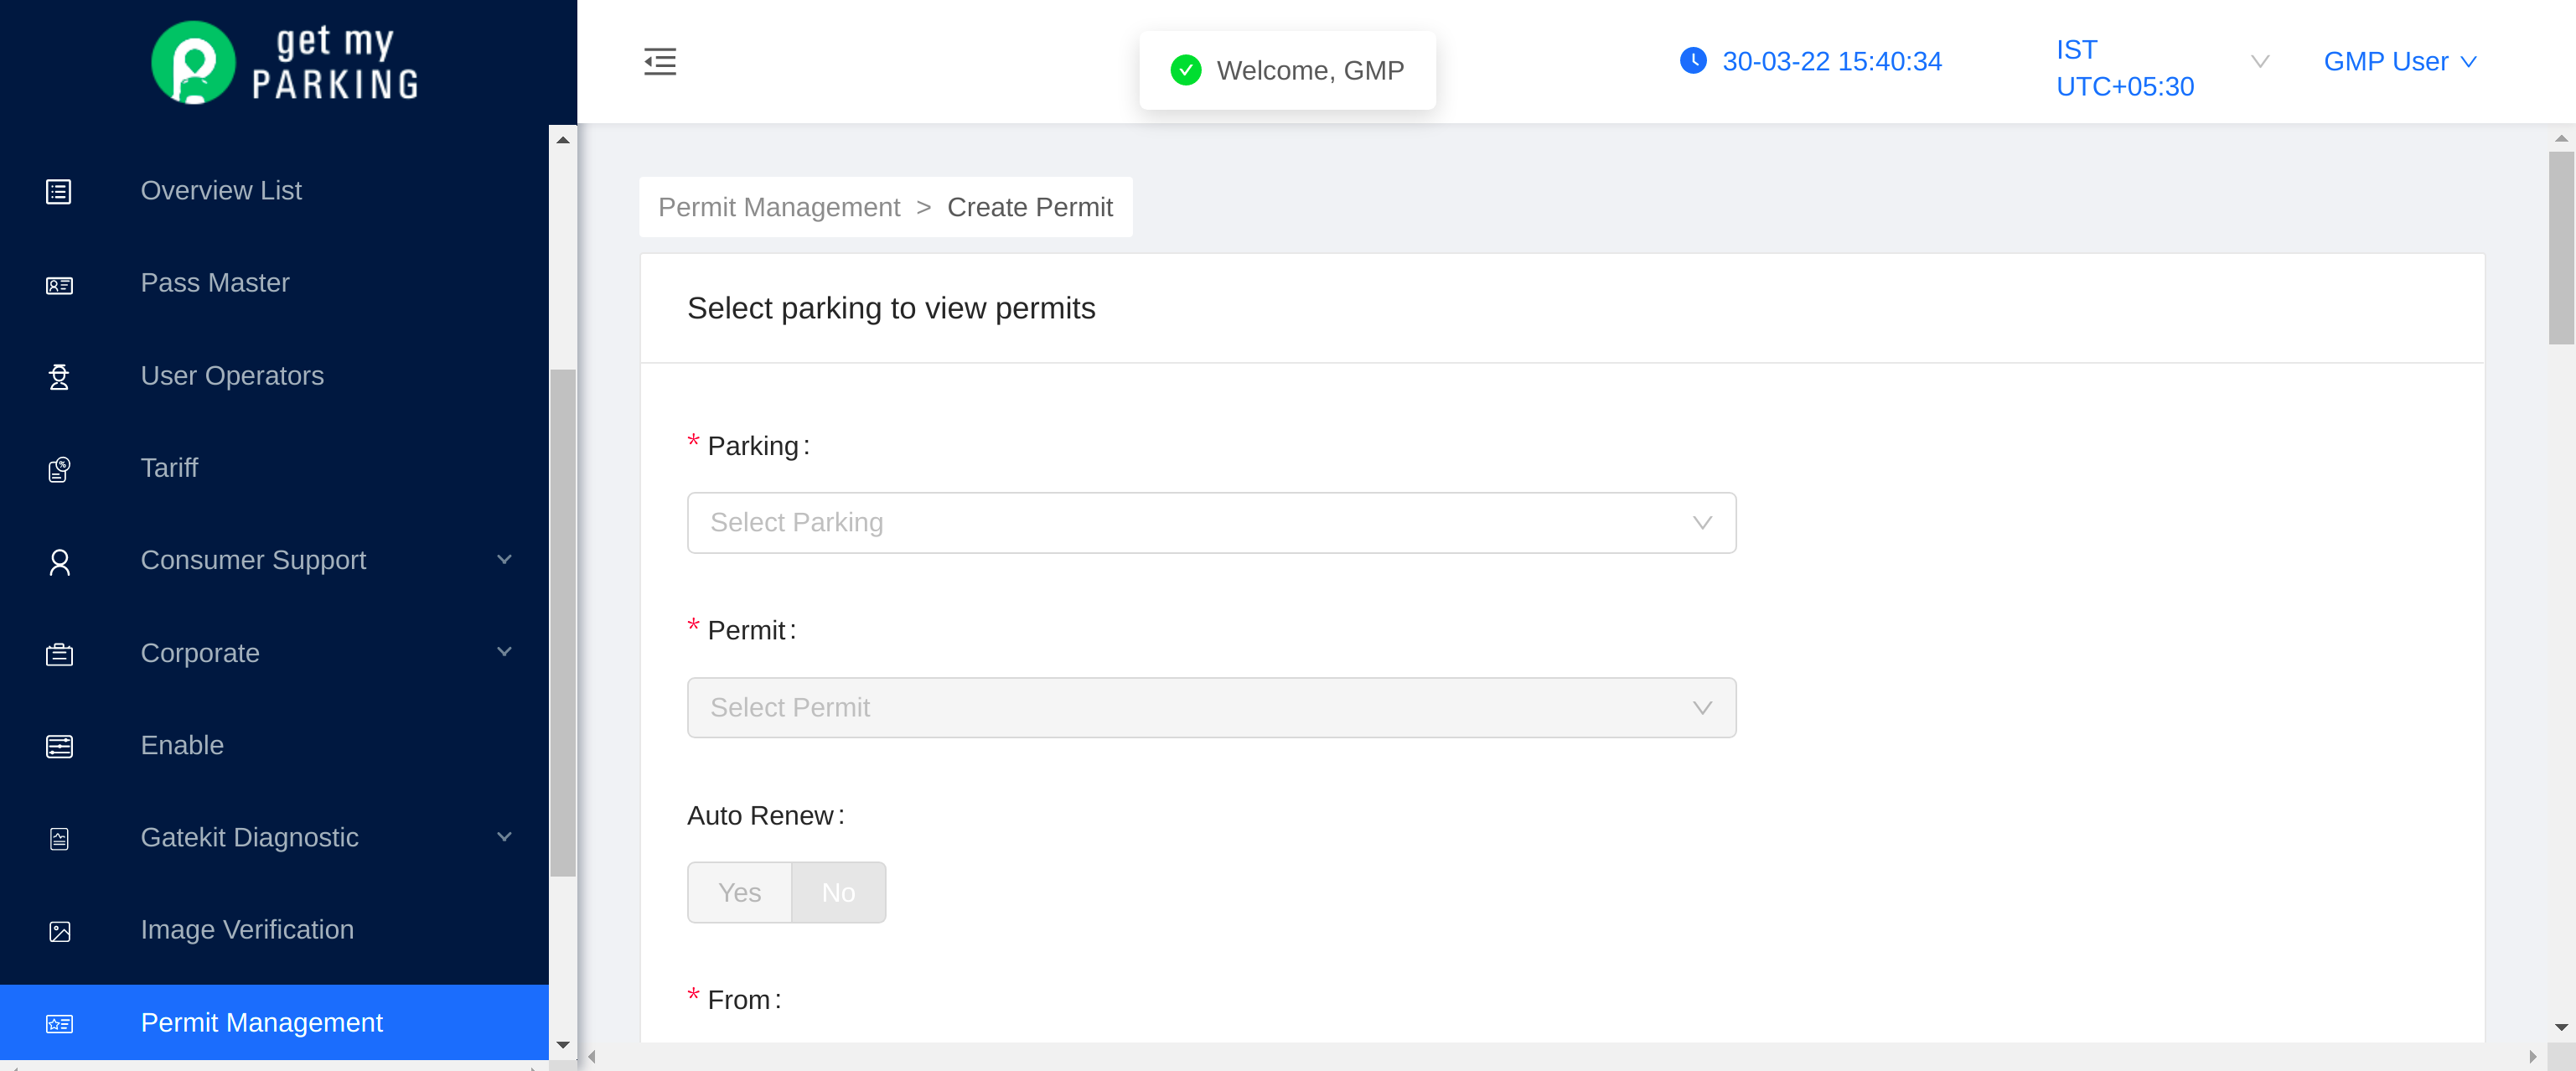 get my
PARKING
Overview List
Pass Master
User Operators
Tariff
Consumer Support
Corporate
Enable
Gatekit Diagnostic
Image Verification
Permit Management
Welcome, GMP
30-03-22 15:40:34
IST
UTC+05:30
GMP User
Permit Management > Create Permit
Select parking to view permits
* Parking:
Select Parking
* Permit:
Select Permit
Auto Renew:
Yes No
* From: